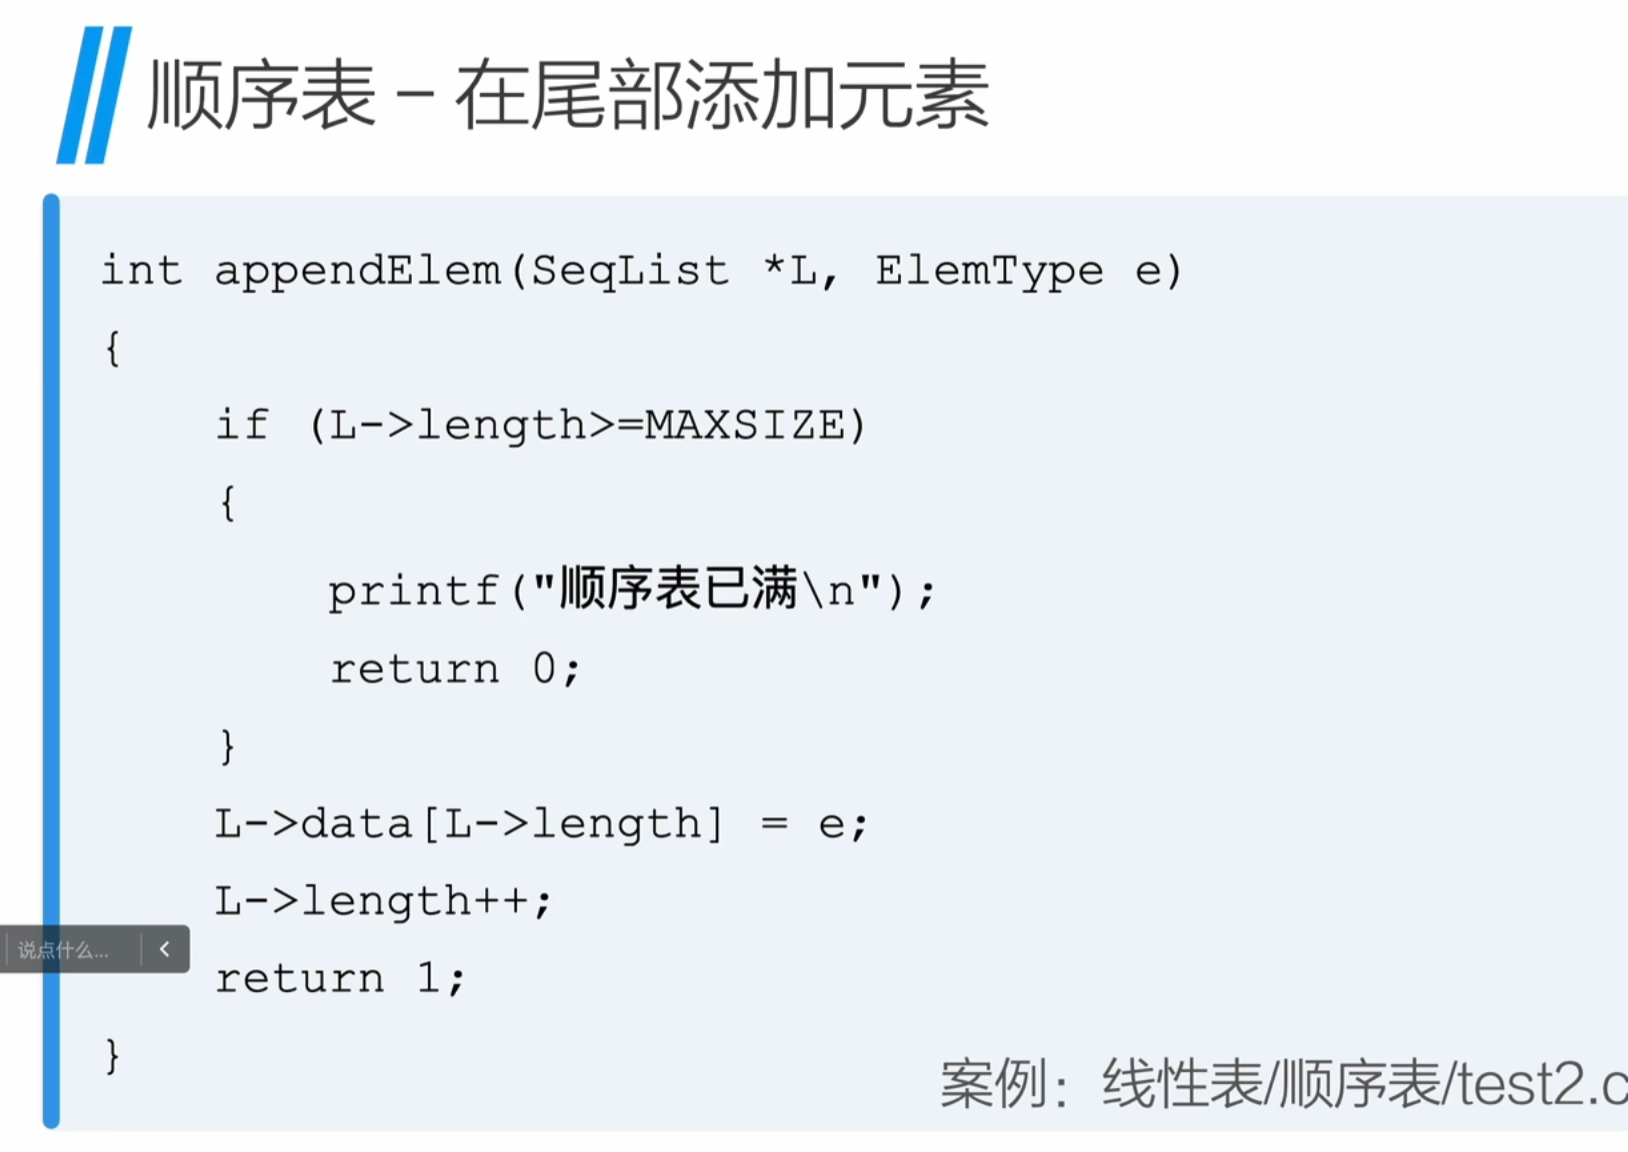 顺序表 – 在尾部添加元素
int appendElem(SeqList *L, ElemType e)
{
if (L->length>=MAXSIZE)
{
printf("顺序表已满\n");
return 0;
}
L->data[L->length] = e;
L->length++;
说点什么...
return 1;
}
案例：线性表/顺序表/test2.c